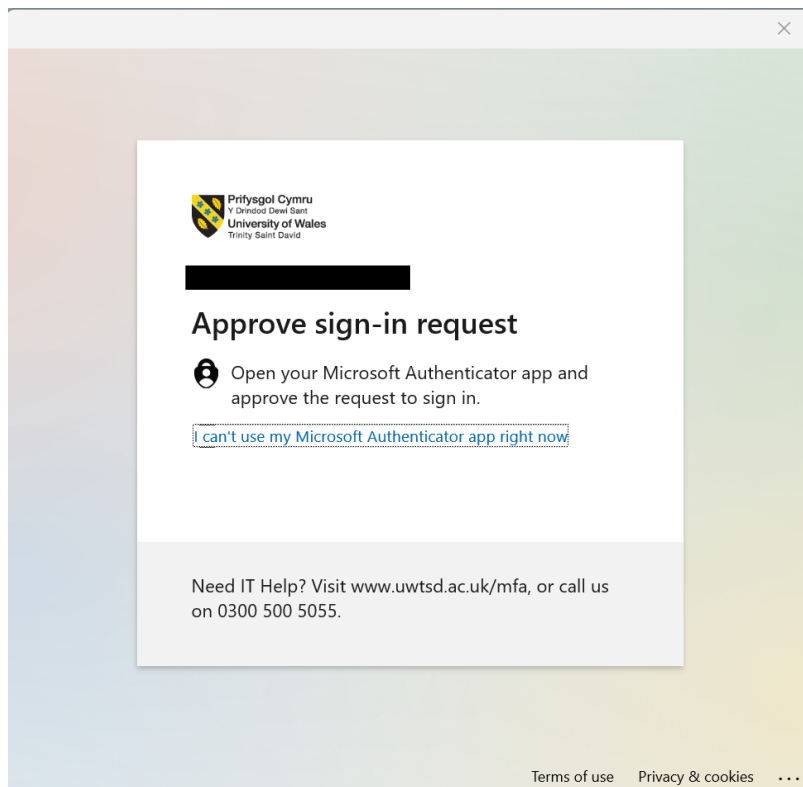 Prifysgol Cymru
Y Drindod Dewi Sant
University of Wales
Trinity Saint David
Approve sign-in request
Open your Microsoft Authenticator app and
approve the request to sign in.
I can't use my Microsoft Authenticator app right now
Need IT Help? Visit www.uwtsd.ac.uk/mfa, or call us
on 0300 500 5055.
Terms of use Privacy & cookies ...